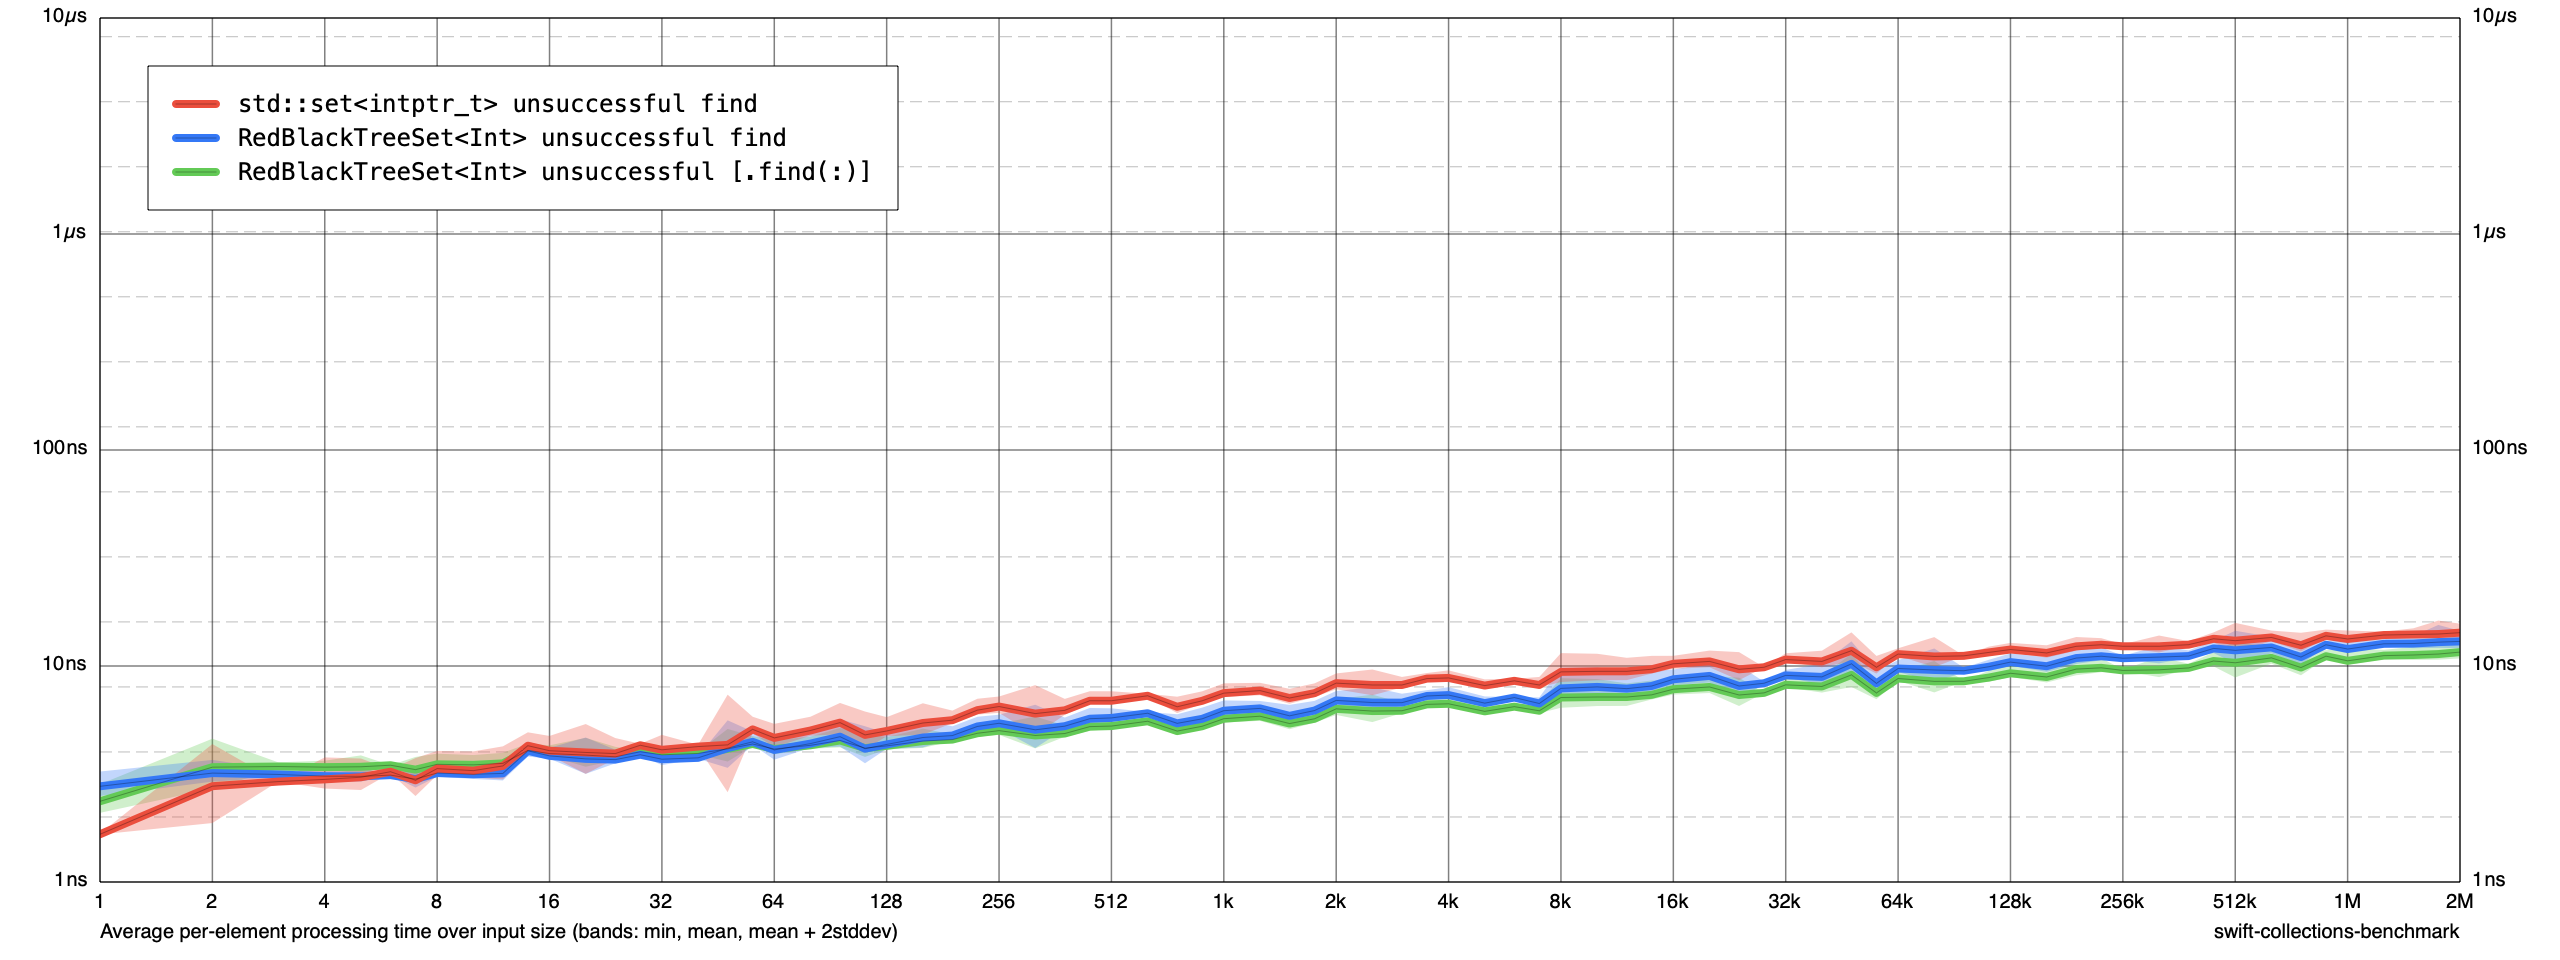 10µs
10µs
std::set<intptr_t> unsuccessful find
RedBlackTreeSet<Int> unsuccessful find
RedBlackTreeSet<Int> unsuccessful [.find(:)]
1µs
1µs
100ns
100ns
10ns
10ns
1ns
1ns
1 2 4 8 16 32 64 128 256 512 1k 2k 4k 8k 16k 32k 64k 128k 256k 512k 1M 2M
Average per-element processing time over input size (bands: min, mean, mean + 2stddev)
swift-collections-benchmark